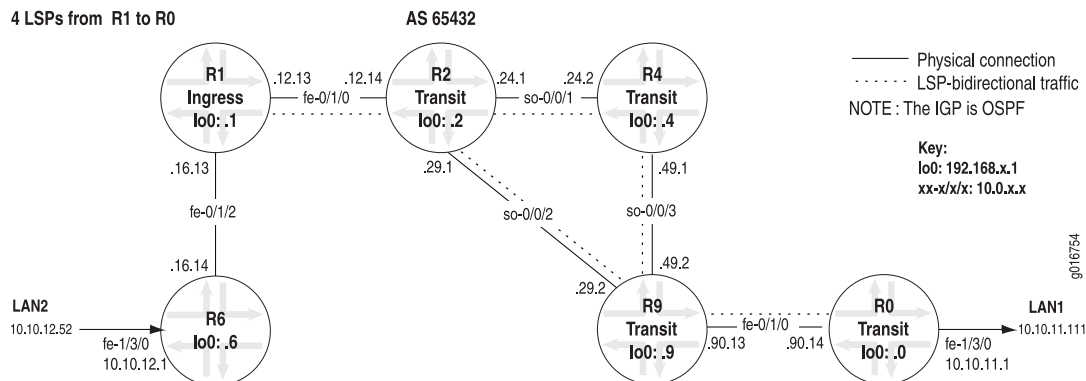 4 LSPs from R1 to R0
AS 65432
R1
Ingress
lo0: .1
.12.13
fe-0/1/0
.12.14
R2
Transit
lo0: .2
.24.1
so-0/0/1
.24.2
R4
Transit
lo0: .4
Physical connection
LSP-bidirectional traffic
NOTE : The IGP is OSPF
Key:
lo0: 192.168.x.1
xx-x/x/x: 10.0.x.x
.16.13
.29.1
.49.1
fe-0/1/2
so-0/0/2
so-0/0/3
.16.14
.29.2
.49.2
LAN2
10.10.12.52
fe-1/3/0
10.10.12.1
R6
lo0: .6
R9
Transit
lo0: .9
fe-0/1/0
.90.13
.90.14
R0
Transit
lo0: .0
LAN1
10.10.11.111
fe-1/3/0
10.10.11.1
g016754